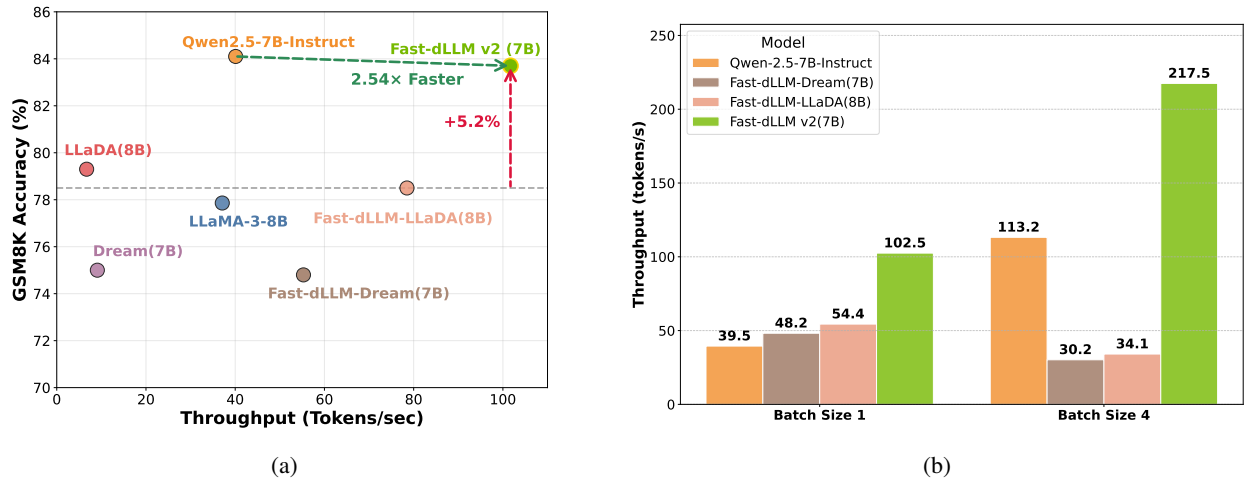 86
84
82
80
78
76
74
72
70
GSM8K Accuracy (%)
Qwen2.5-7B-Instruct
Fast-dLLM v2 (7B)
2.54× Faster
+5.2%
LLaDA(8B)
LLaMA-3-8B
Fast-dLLM-LLaDA(8B)
Dream(7B)
Fast-dLLM-Dream(7B)
0 20 40 60 80 100
Throughput (Tokens/sec)
(a)
250
200
150
100
50
0
Throughput (tokens/s)
Model
Qwen-2.5-7B-Instruct
Fast-dLLM-Dream(7B)
Fast-dLLM-LLaDA(8B)
Fast-dLLM v2(7B)
39.5 48.2 54.4 102.5
113.2 30.2 34.1 217.5
Batch Size 1 Batch Size 4
(b)